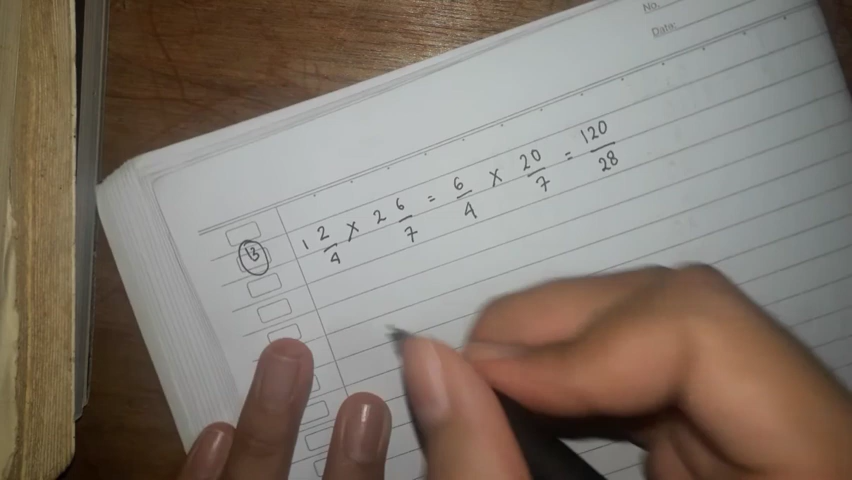 No.
Date:
13 1 2/4 x 2 6/7 = 6/4 x 20/7 = 120/28